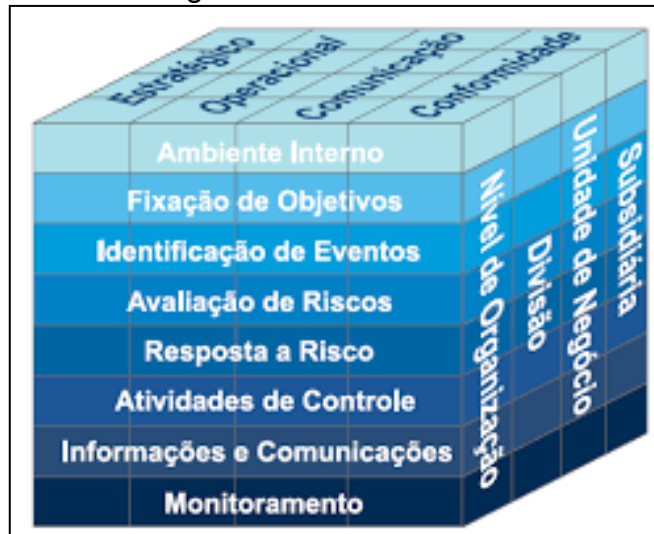 Estratégico
Operacional
Comunicação
Conformidade
Ambiente Interno
Fixação de Objetivos
Identificação de Eventos
Avaliação de Riscos
Resposta a Risco
Atividades de Controle
Informações e Comunicações
Monitoramento
Nível de Organização
Divisão
Unidade de Negócio
Subsidiária